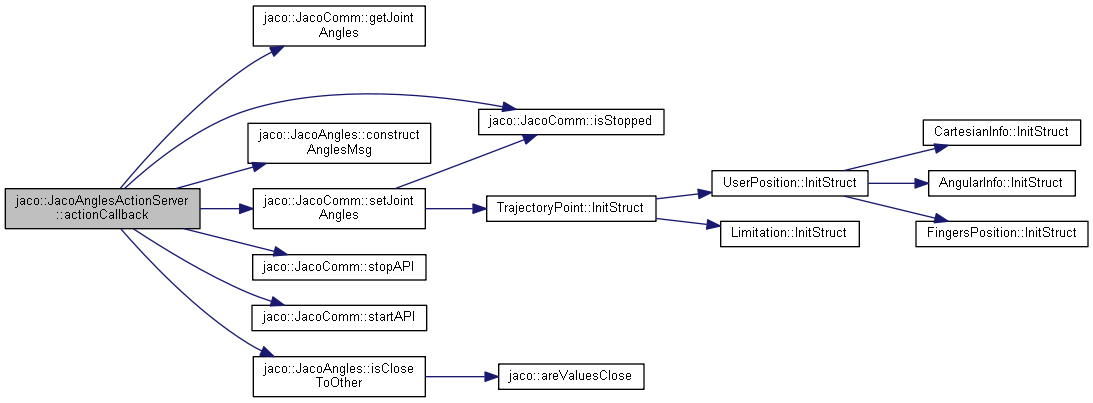 jaco::JacoComm::getJoint
Angles
jaco::JacoComm::isStopped
jaco::JacoAngles::construct
AnglesMsg
jaco::JacoAnglesActionServer
::actionCallback
jaco::JacoComm::setJoint
Angles
TrajectoryPoint::InitStruct
UserPosition::InitStruct
CartesianInfo::InitStruct
AngularInfo::InitStruct
FingersPosition::InitStruct
Limitation::InitStruct
jaco::JacoComm::stopAPI
jaco::JacoComm::startAPI
jaco::JacoAngles::isClose
ToOther
jaco::areValuesClose